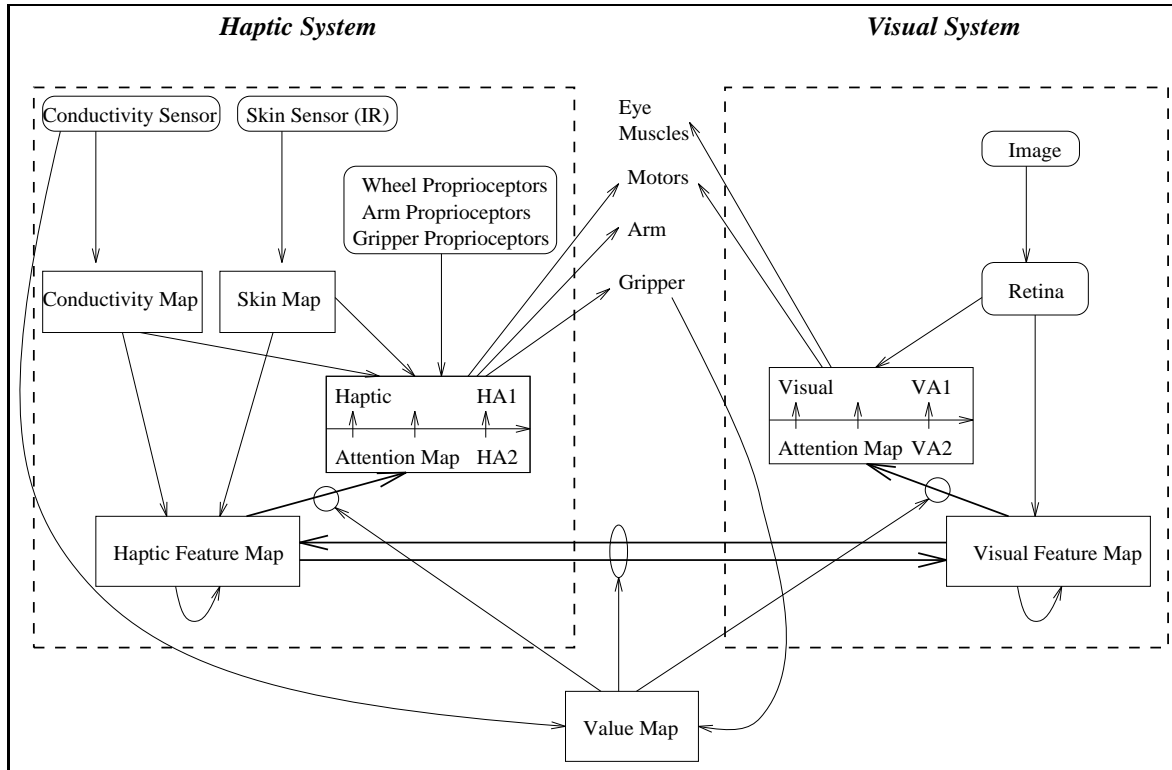 Haptic System
Visual System
Conductivity Sensor
Skin Sensor (IR)
Eye
Muscles
Image
Wheel Proprioceptors
Arm Proprioceptors
Gripper Proprioceptors
Motors
Arm
Gripper
Conductivity Map
Skin Map
Retina
Haptic HA1
Attention Map HA2
Visual VA1
Attention Map VA2
Haptic Feature Map
Visual Feature Map
Value Map